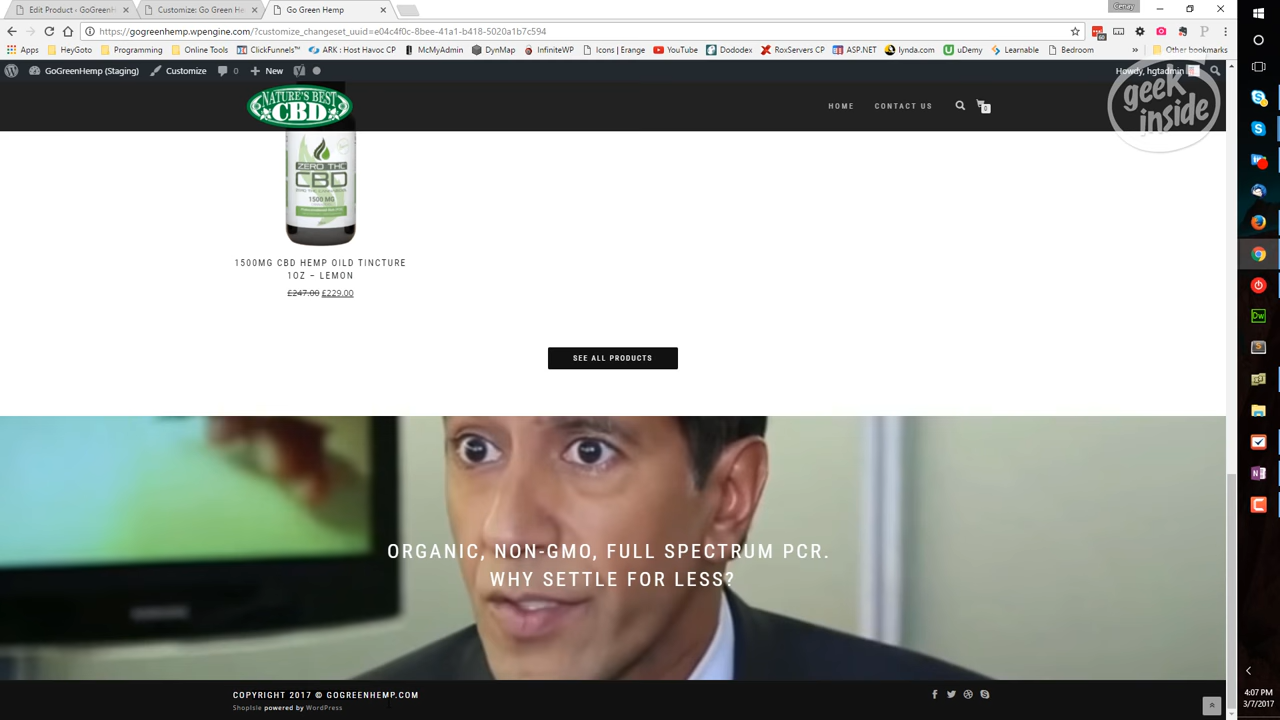 Edit Product ‹ GoGreenH
Customize: Go Green He
Go Green Hemp
Cenay
https://gogreenhemp.wpengine.com/?customize_changeset_uuid=e04c4f0c-8bee-41a1-b418-5020a1b7c594
Apps
HeyGoto
Programming
Online Tools
ClickFunnels™
ARK : Host Havoc CP
McMyAdmin
DynMap
InfiniteWP
Icons | Erange
YouTube
Dododex
RoxServers CP
ASP.NET
lynda.com
uDemy
Learnable
Bedroom
»
Other bookmarks
GoGreenHemp (Staging)
Customize
0
+ New
Howdy, hgtadmin
geek
inside
NATURE'S BEST
CBD
HOME
CONTACT US
0
ZERO THC
CBD
1500 MG
1500MG CBD HEMP OILD TINCTURE
1OZ – LEMON
£247.00 £229.00
SEE ALL PRODUCTS
ORGANIC, NON-GMO, FULL SPECTRUM PCR.
WHY SETTLE FOR LESS?
COPYRIGHT 2017 © GOGREENHEMP.COM
ShopIsle powered by WordPress
4:07 PM
3/7/2017